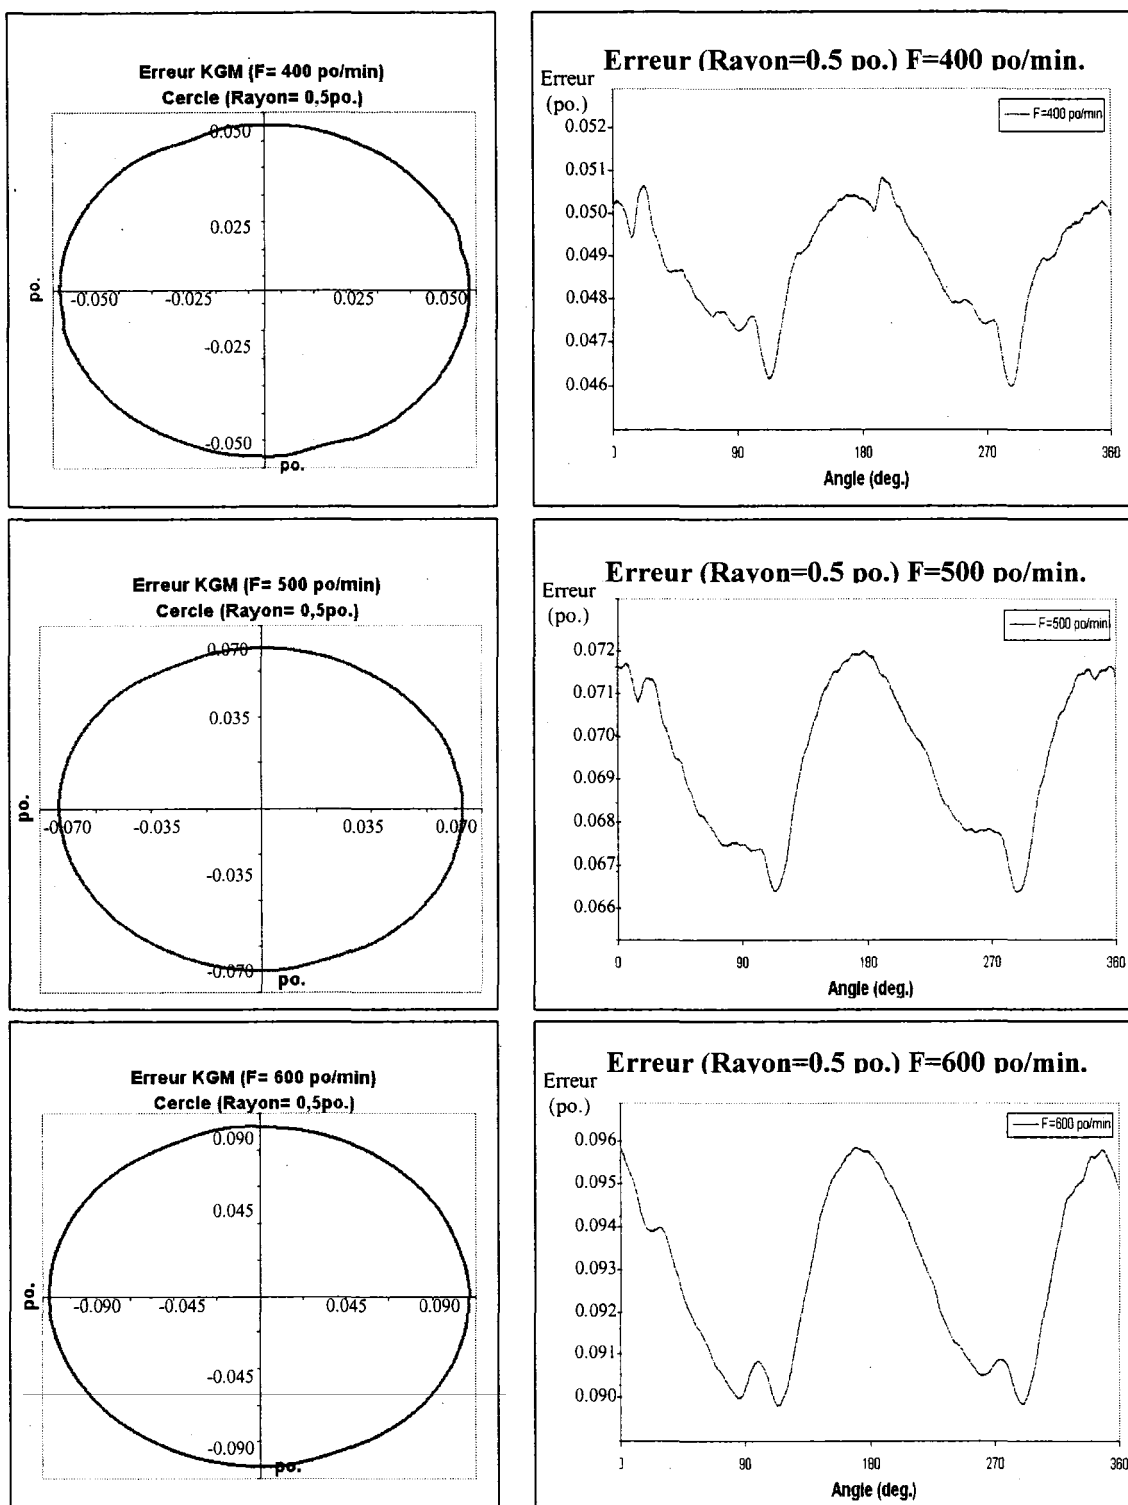 Erreur KGM (F= 400 po/min)
Cercle (Rayon= 0,5po.)
0.050
0.025
-0.050
-0.025
0.025
0.050
-0.025
-0.050
po.
po.
Erreur (Rayon=0.5 po.) F=400 po/min.
Erreur
(po.)
F=400 po/min
0.052
0.051
0.050
0.049
0.048
0.047
0.046
90
180
270
360
Angle (deg.)
Erreur KGM (F= 500 po/min)
Cercle (Rayon= 0,5po.)
0.070
0.035
-0.070
-0.035
0.035
0.070
-0.035
-0.070
po.
po.
Erreur (Rayon=0.5 po.) F=500 po/min.
Erreur
(po.)
F=500 po/min
0.072
0.071
0.070
0.069
0.068
0.067
0.066
0
90
180
270
360
Angle (deg.)
Erreur KGM (F= 600 po/min)
Cercle (Rayon= 0,5po.)
0.090
0.045
-0.090
-0.045
0.045
0.090
-0.045
-0.090
po.
po.
Erreur (Rayon=0.5 po.) F=600 po/min.
Erreur
(po.)
F=600 po/min
0.096
0.095
0.094
0.093
0.092
0.091
0.090
90
180
270
360
Angle (deg.)